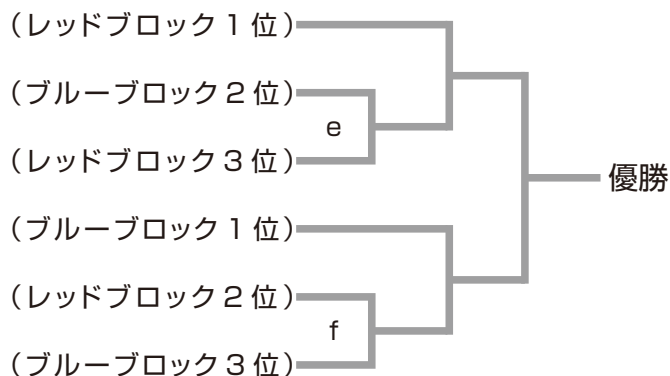 （レッドブロック１位）
（ブルーブロック２位）
e
（レッドブロック３位）
優勝
（ブルーブロック１位）
（レッドブロック２位）
f
（ブルーブロック３位）